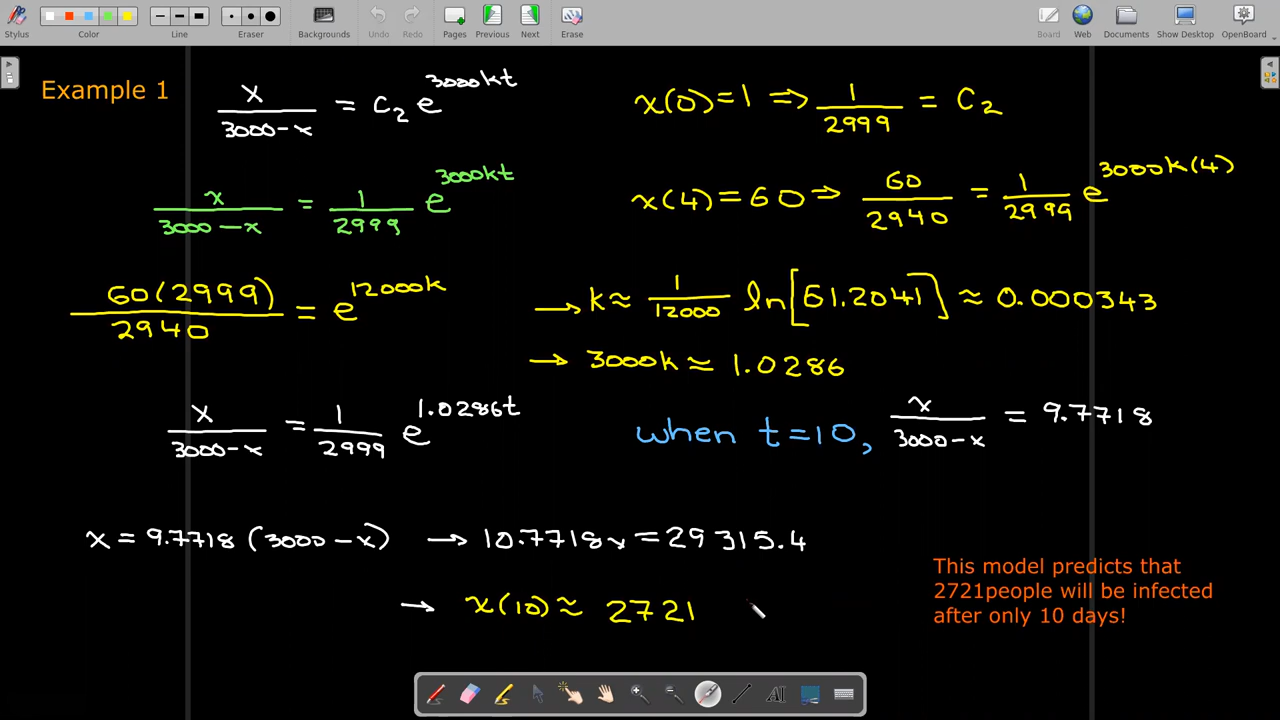 Stylus Color Line Eraser Backgrounds Undo Redo Pages Previous Next Erase Board Web Documents Show Desktop OpenBoard
Example 1
x/(3000-x) = c₂e^(3000kt)
x(0)=1 ⇒ 1/2999 = C₂
x/(3000-x) = 1/2999 e^(3000kt)
x(4)=60 ⇒ 60/2940 = 1/2999 e^(3000k(4))
60(2999)/2940 = e^(12000k)
→ k≈ 1/12000 ln[61.2041] ≈ 0.000343
→ 3000k ≈ 1.0286
x/(3000-x) = 1/2999 e^(1.0286t)
when t=10, x/(3000-x) = 9.7718
x = 9.7718 (3000-x) → 10.7718x = 29315.4
→ x(10) ≈ 2721
This model predicts that
2721people will be infected
after only 10 days!